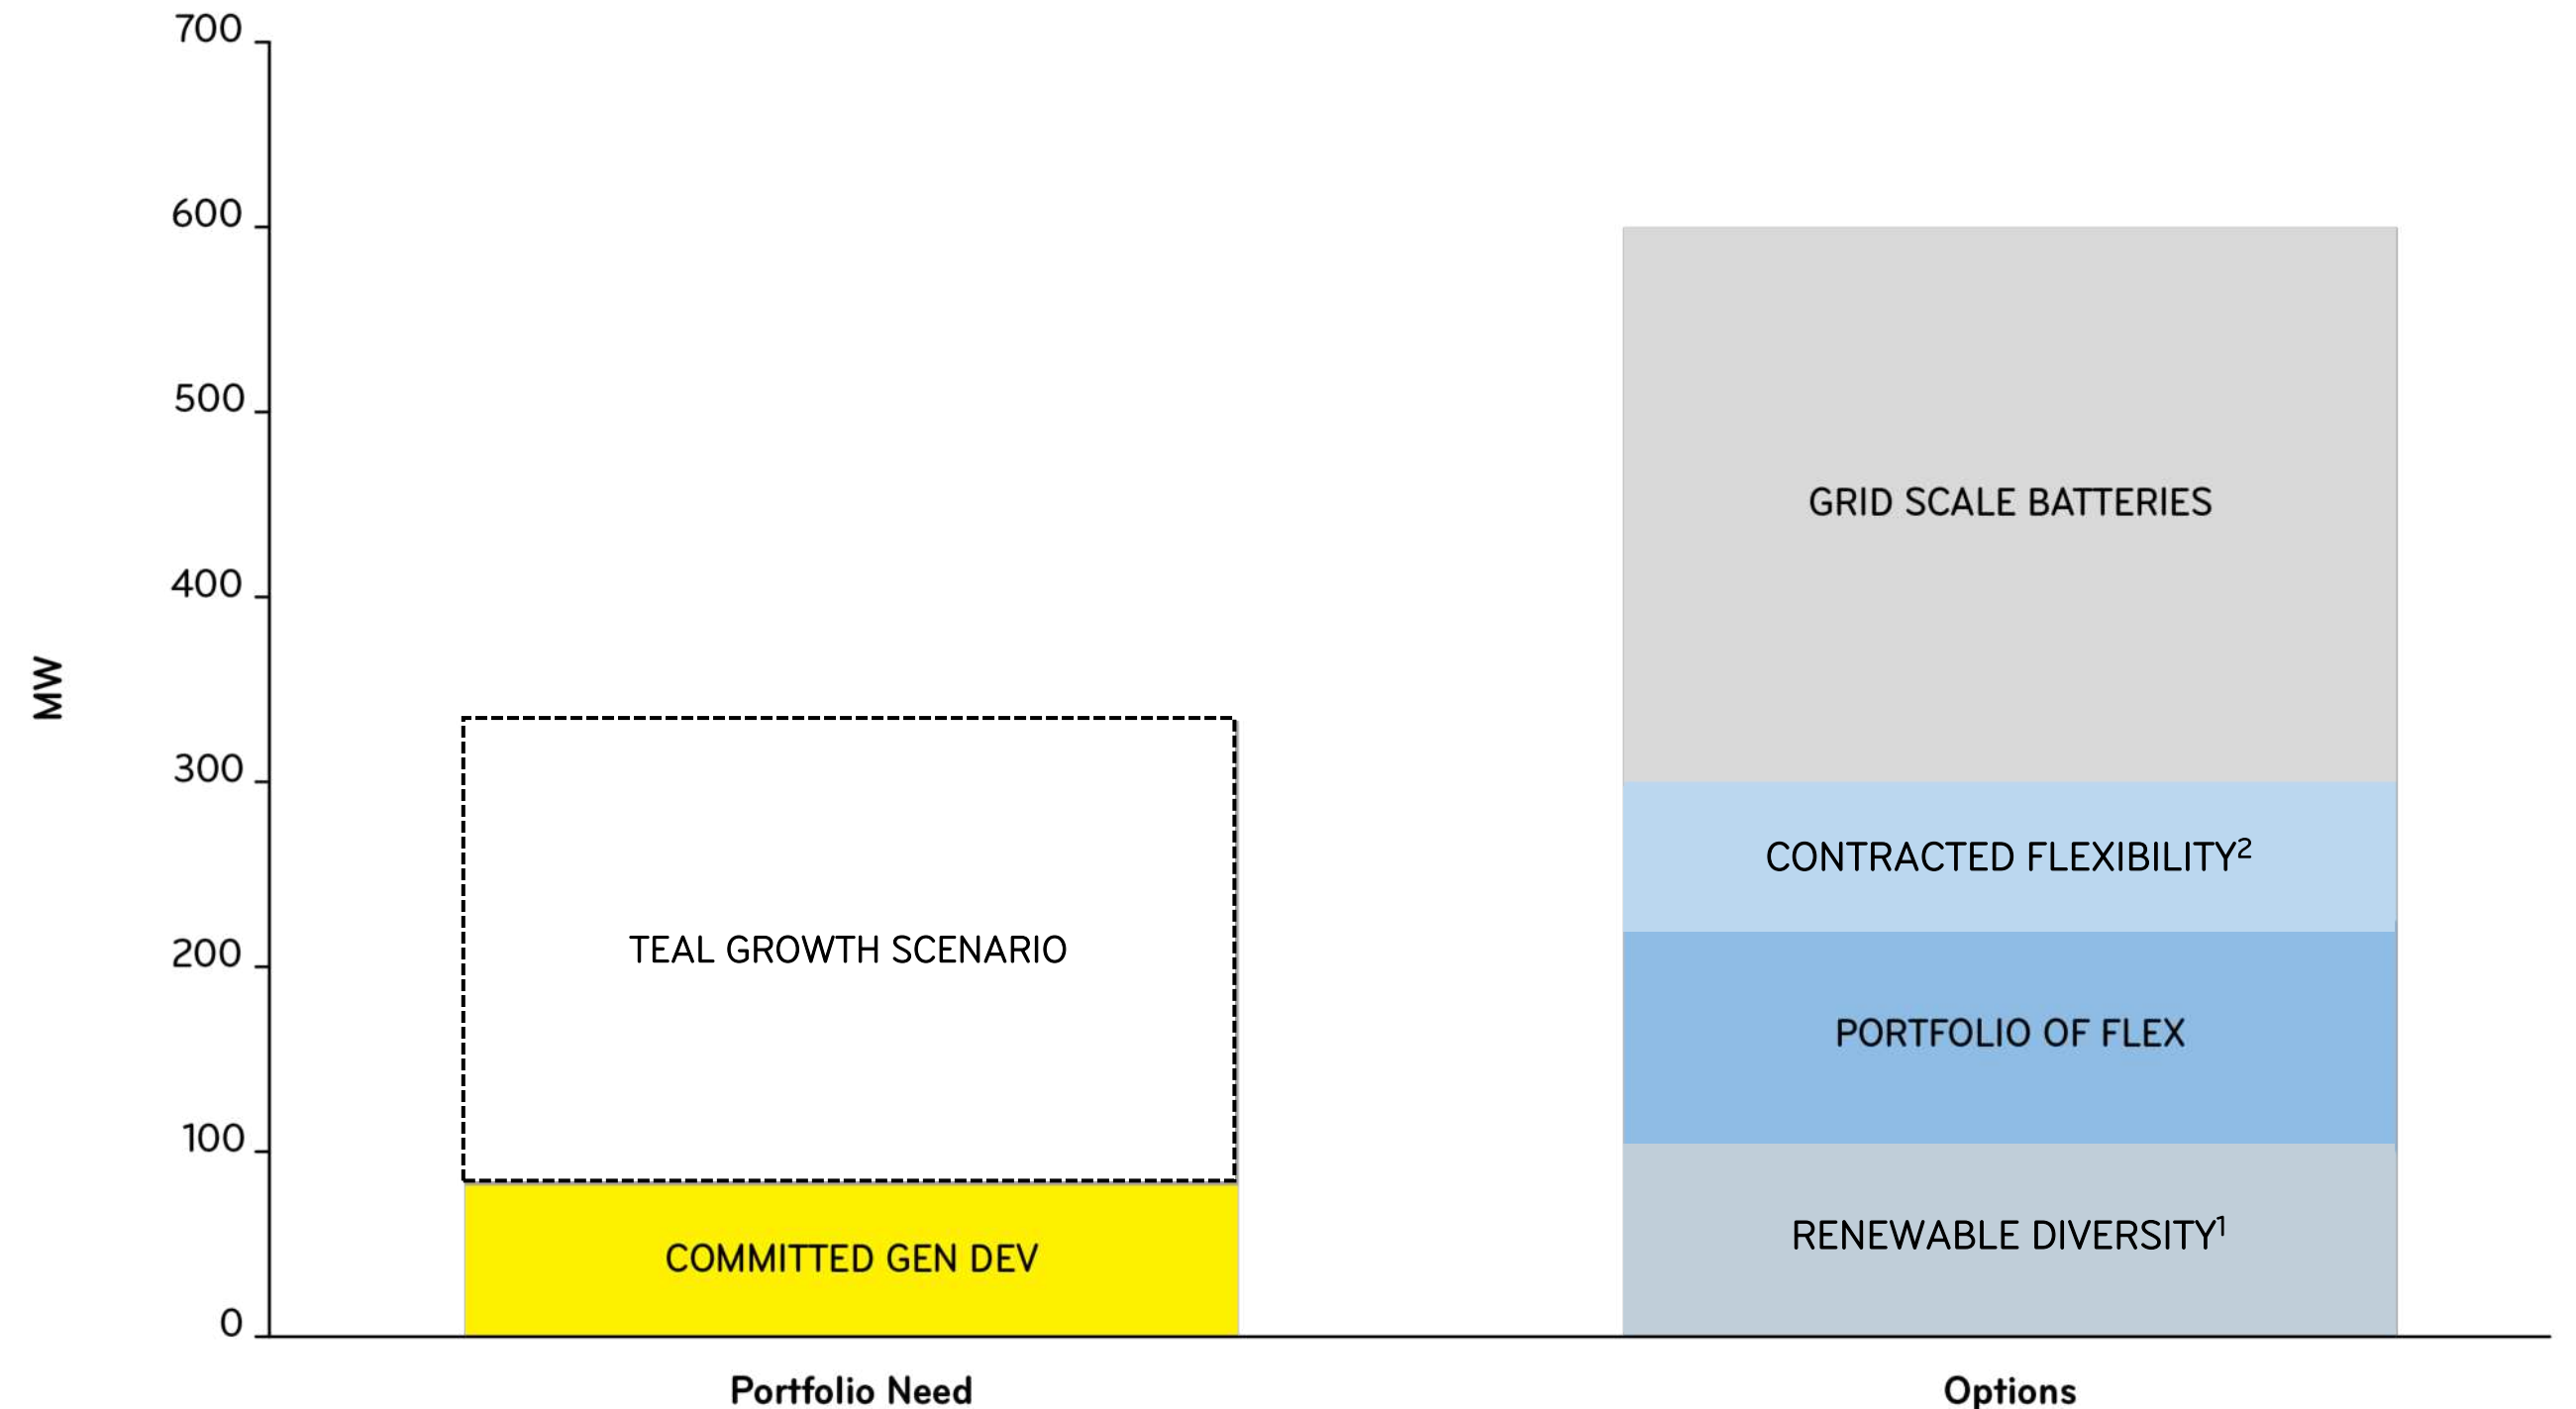 700
600
500
400
300
200
100
0
MW
TEAL GROWTH SCENARIO
COMMITTED GEN DEV
GRID SCALE BATTERIES
CONTRACTED FLEXIBILITY²
PORTFOLIO OF FLEX
RENEWABLE DIVERSITY¹
Portfolio Need
Options